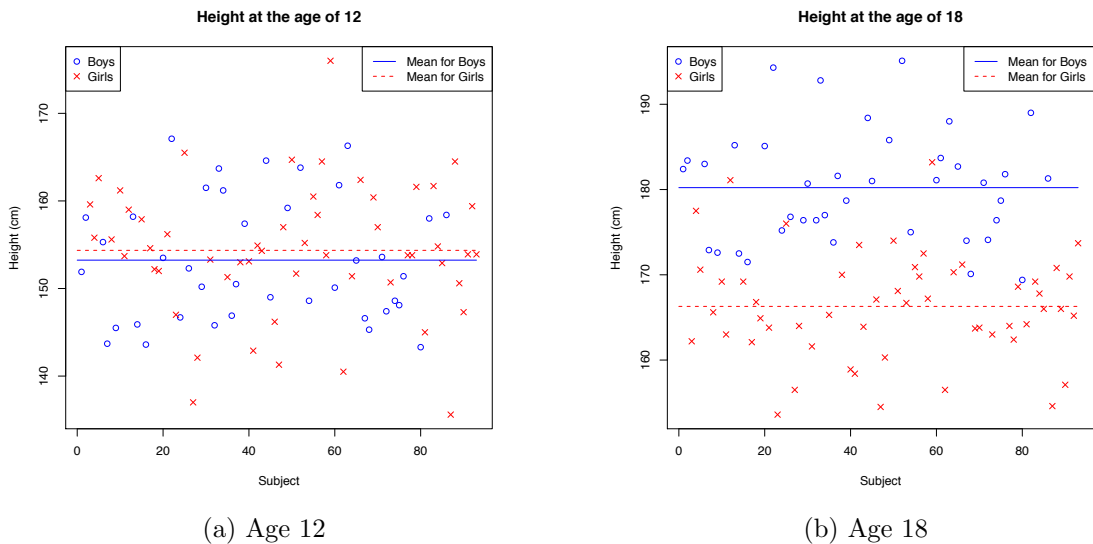 Height at the age of 12
Boys
Girls
Mean for Boys
Mean for Girls
Height (cm)
140 150 160 170
0 20 40 60 80
Subject
(a) Age 12
Height at the age of 18
Boys
Girls
Mean for Boys
Mean for Girls
Height (cm)
160 170 180 190
0 20 40 60 80
Subject
(b) Age 18